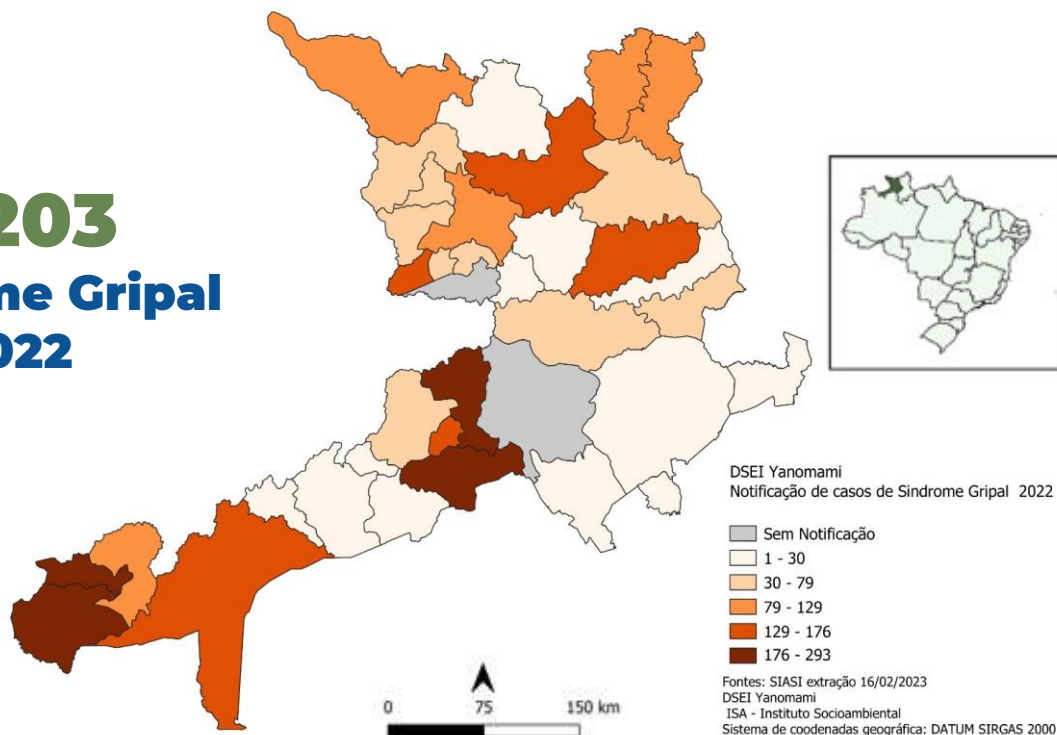 203
me Gripal
022
DSEI Yanomami
Notificação de casos de Sindrome Gripal 2022
Sem Notificação
1 - 30
30 - 79
79 - 129
129 - 176
176 - 293
Fontes: SIASI extração 16/02/2023
DSEI Yanomami
ISA - Instituto Socioambiental
Sistema de coodenadas geográfica: DATUM SIRGAS 2000
0 75 150 km